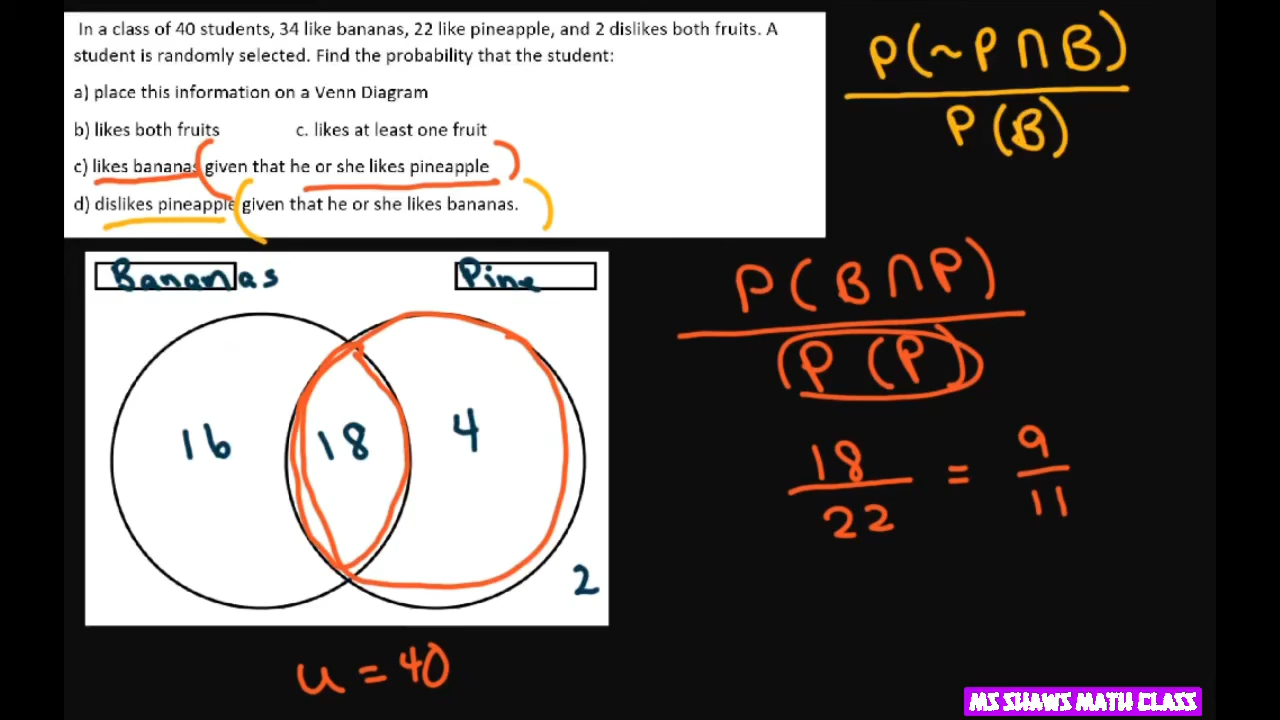 In a class of 40 students, 34 like bananas, 22 like pineapple, and 2 dislikes both fruits. A
student is randomly selected. Find the probability that the student:
a) place this information on a Venn Diagram
b) likes both fruits c. likes at least one fruit
c) likes bananas given that he or she likes pineapple
d) dislikes pineapple given that he or she likes bananas.
P(~P∩B)
P(B)
Bananas Pine
16 18 4
2
u = 40
P(B∩P)
P(P)
18 = 9
22 11
MS SHAWS MATH CLASS